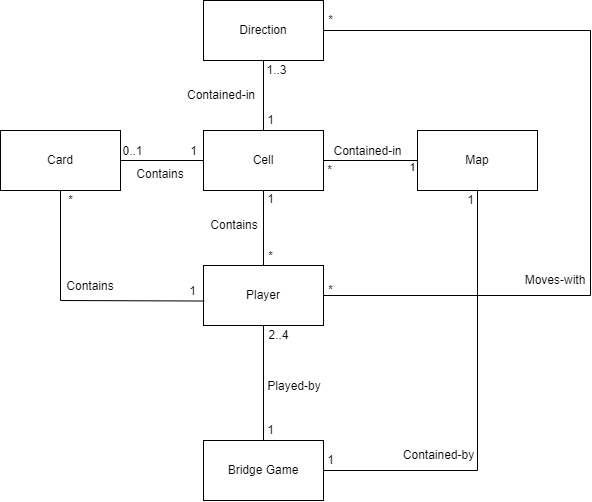 Direction
*
1..3
Contained-in
1
Card
0..1
1
Contains
Cell
Contained-in
*
1
Map
*
1
1
Contains
*
Contains
1
Player
*
Moves-with
2..4
Played-by
1
Bridge Game
1
Contained-by